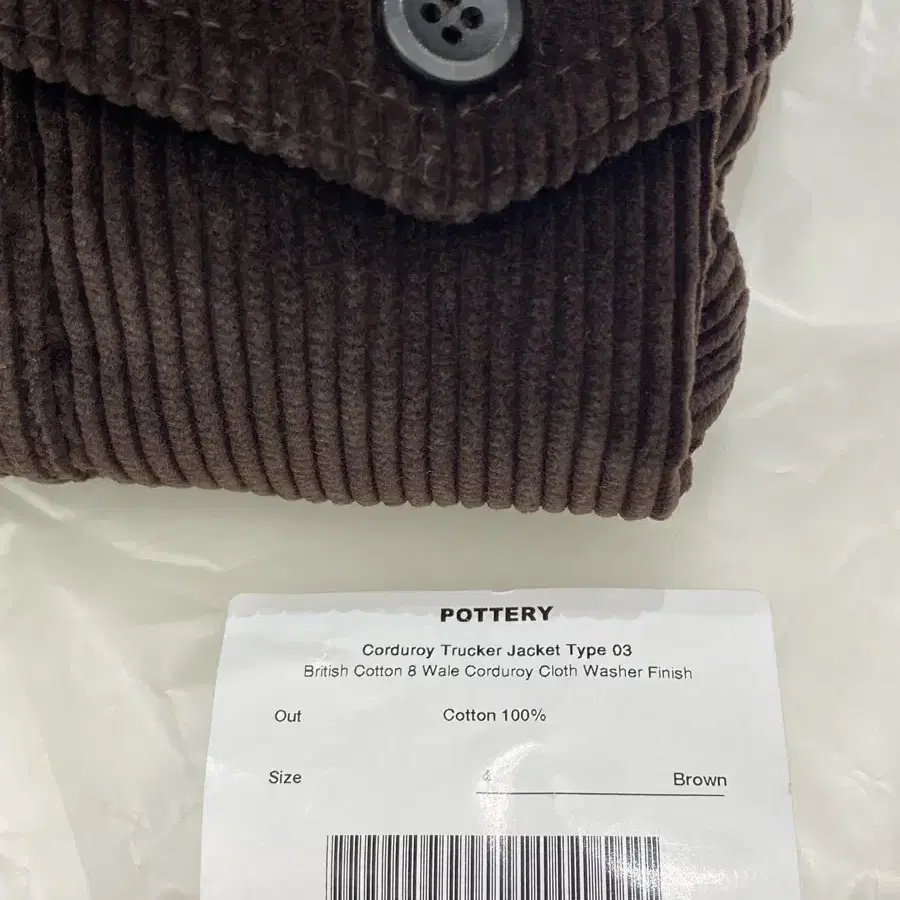 POTTERY
Corduroy Trucker Jacket Type 03
British Cotton 8 Wale Corduroy Cloth Washer Finish
Out Cotton 100%
Size Brown